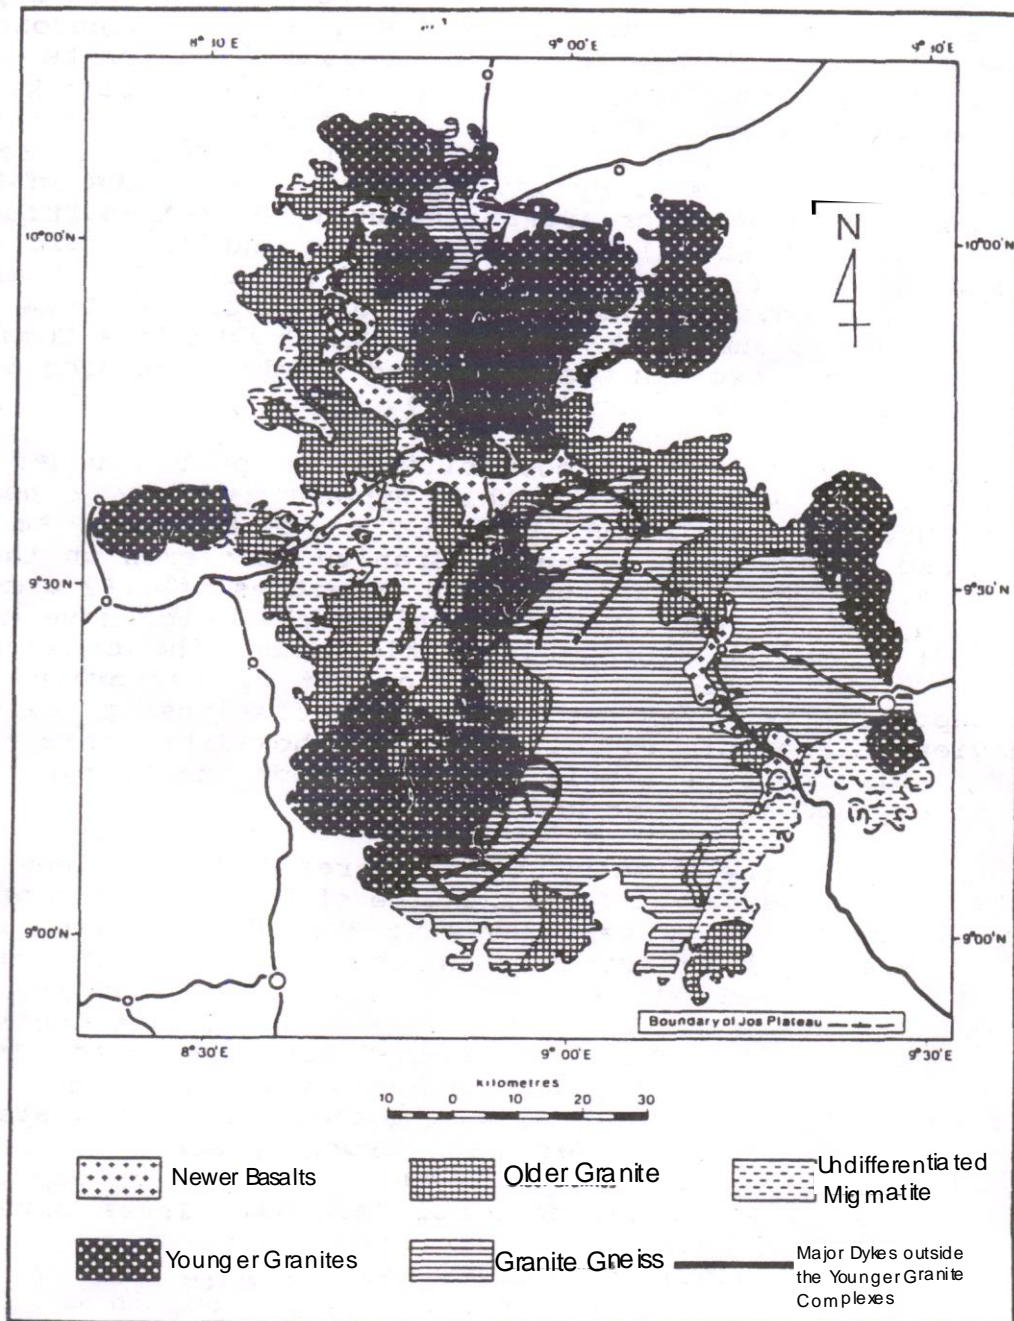 8° 10 E
9° 00' E
9° 10' E
N
10° 00' N
10° 00' N
9° 30' N
9° 30' N
9° 00' N
9° 00' N
Boundary of Jos Plateau
8° 30' E
9° 00' E
9° 30' E
kilometres
10 0 10 20 30
Newer Basalts
Older Granite
Undifferentiated
Migmatite
Younger Granites
Granite Gneiss
Major Dykes outside
the Younger Granite
Complexes